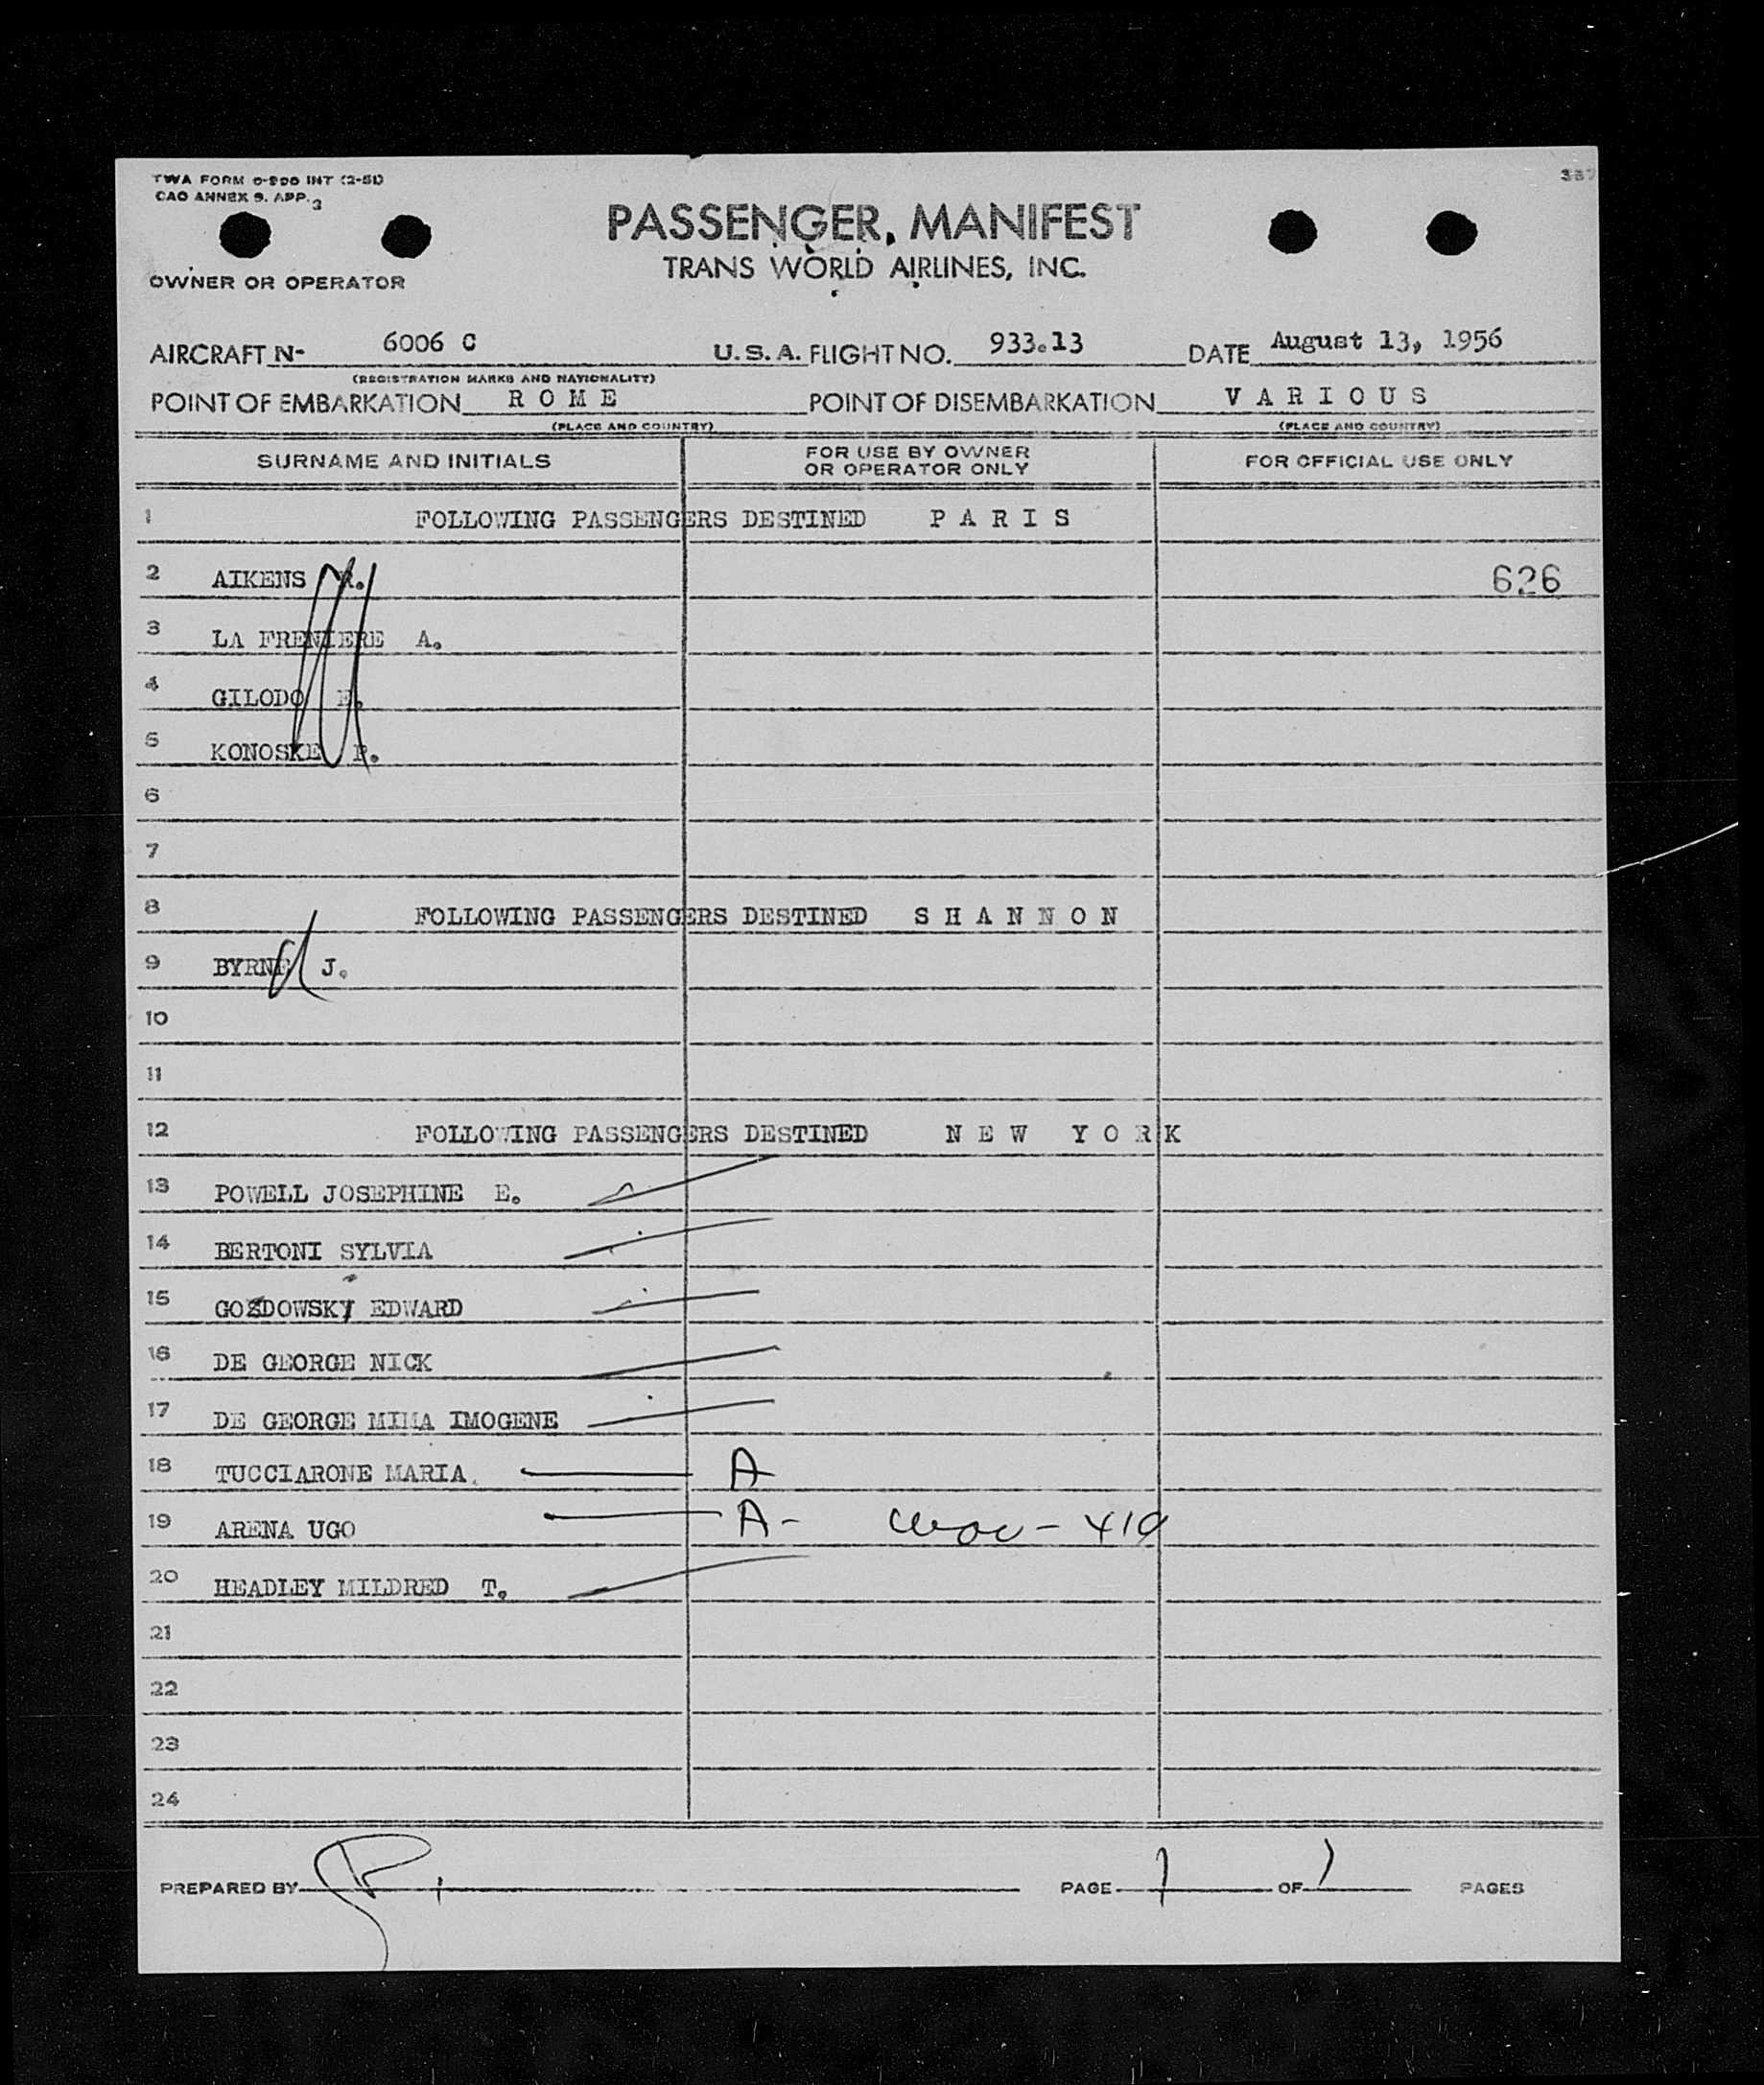 TWA FORM 0-900 INT (2-51)
CAO ANNEX 9. APP. 3
PASSENGER MANIFEST
TRANS WORLD AIRLINES, INC.
OWNER OR OPERATOR
AIRCRAFT N- 6006 C U.S.A. FLIGHT NO. 933.13 DATE August 13, 1956
(REGISTRATION MARKS AND NATIONALITY)
POINT OF EMBARKATION R O M E POINT OF DISEMBARKATION V A R I O U S
(PLACE AND COUNTRY) (PLACE AND COUNTRY)
SURNAME AND INITIALS FOR USE BY OWNER OR OPERATOR ONLY FOR OFFICIAL USE ONLY
1 FOLLOWING PASSENGERS DESTINED P A R I S
2 AIKENS R. 626
3 LA FRENIERE A.
4 GILODO E.
5 KONOSKE P.
6
7
8 FOLLOWING PASSENGERS DESTINED S H A N N O N
9 BYRNE J.
10
11
12 FOLLOWING PASSENGERS DESTINED N E W Y O R K
13 POWELL JOSEPHINE E.
14 BERTONI SYLVIA
15 GOZDOWSKY EDWARD
16 DE GEORGE NICK
17 DE GEORGE MIMA IMOGENE
18 TUCCIARONE MARIA. A
19 ARENA UGO A-
20 HEADLEY MILDRED T.
21
22
23
24
PREPARED BY PAGE 1 OF 1 PAGES